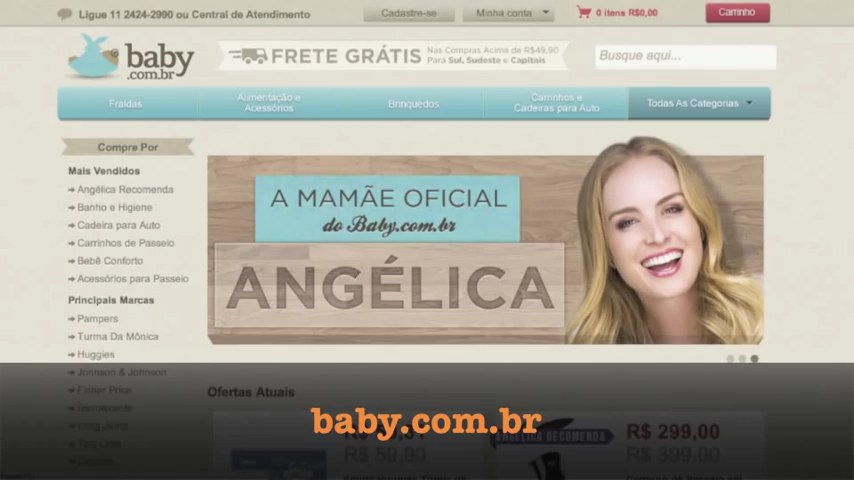 Ligue 11 2424-2990 ou Central de Atendimento
Cadastre-se
Minha conta
0 itens R$0,00
Carrinho
baby
.com.br
FRETE GRÁTIS
Nas Compras Acima de R$49,90
Para Sul, Sudeste e Capitais
Busque aqui...
Fraldas
Alimentação e
Acessórios
Brinquedos
Carrinhos e
Cadeiras para Auto
Todas As Categorias
Compre Por
Mais Vendidos
Angélica Recomenda
Banho e Higiene
Cadeira para Auto
Carrinhos de Passeio
Bebê Conforto
Acessórios para Passeio
Principais Marcas
Pampers
Turma Da Mônica
Huggies
Johnson & Johnson
Fisher Price
A MAMÃE OFICIAL
do Baby.com.br
ANGÉLICA
Ofertas Atuais
baby.com.br
R$ 59,90
ANGÉLICA RECOMENDA
R$ 299,00
R$ 399,00